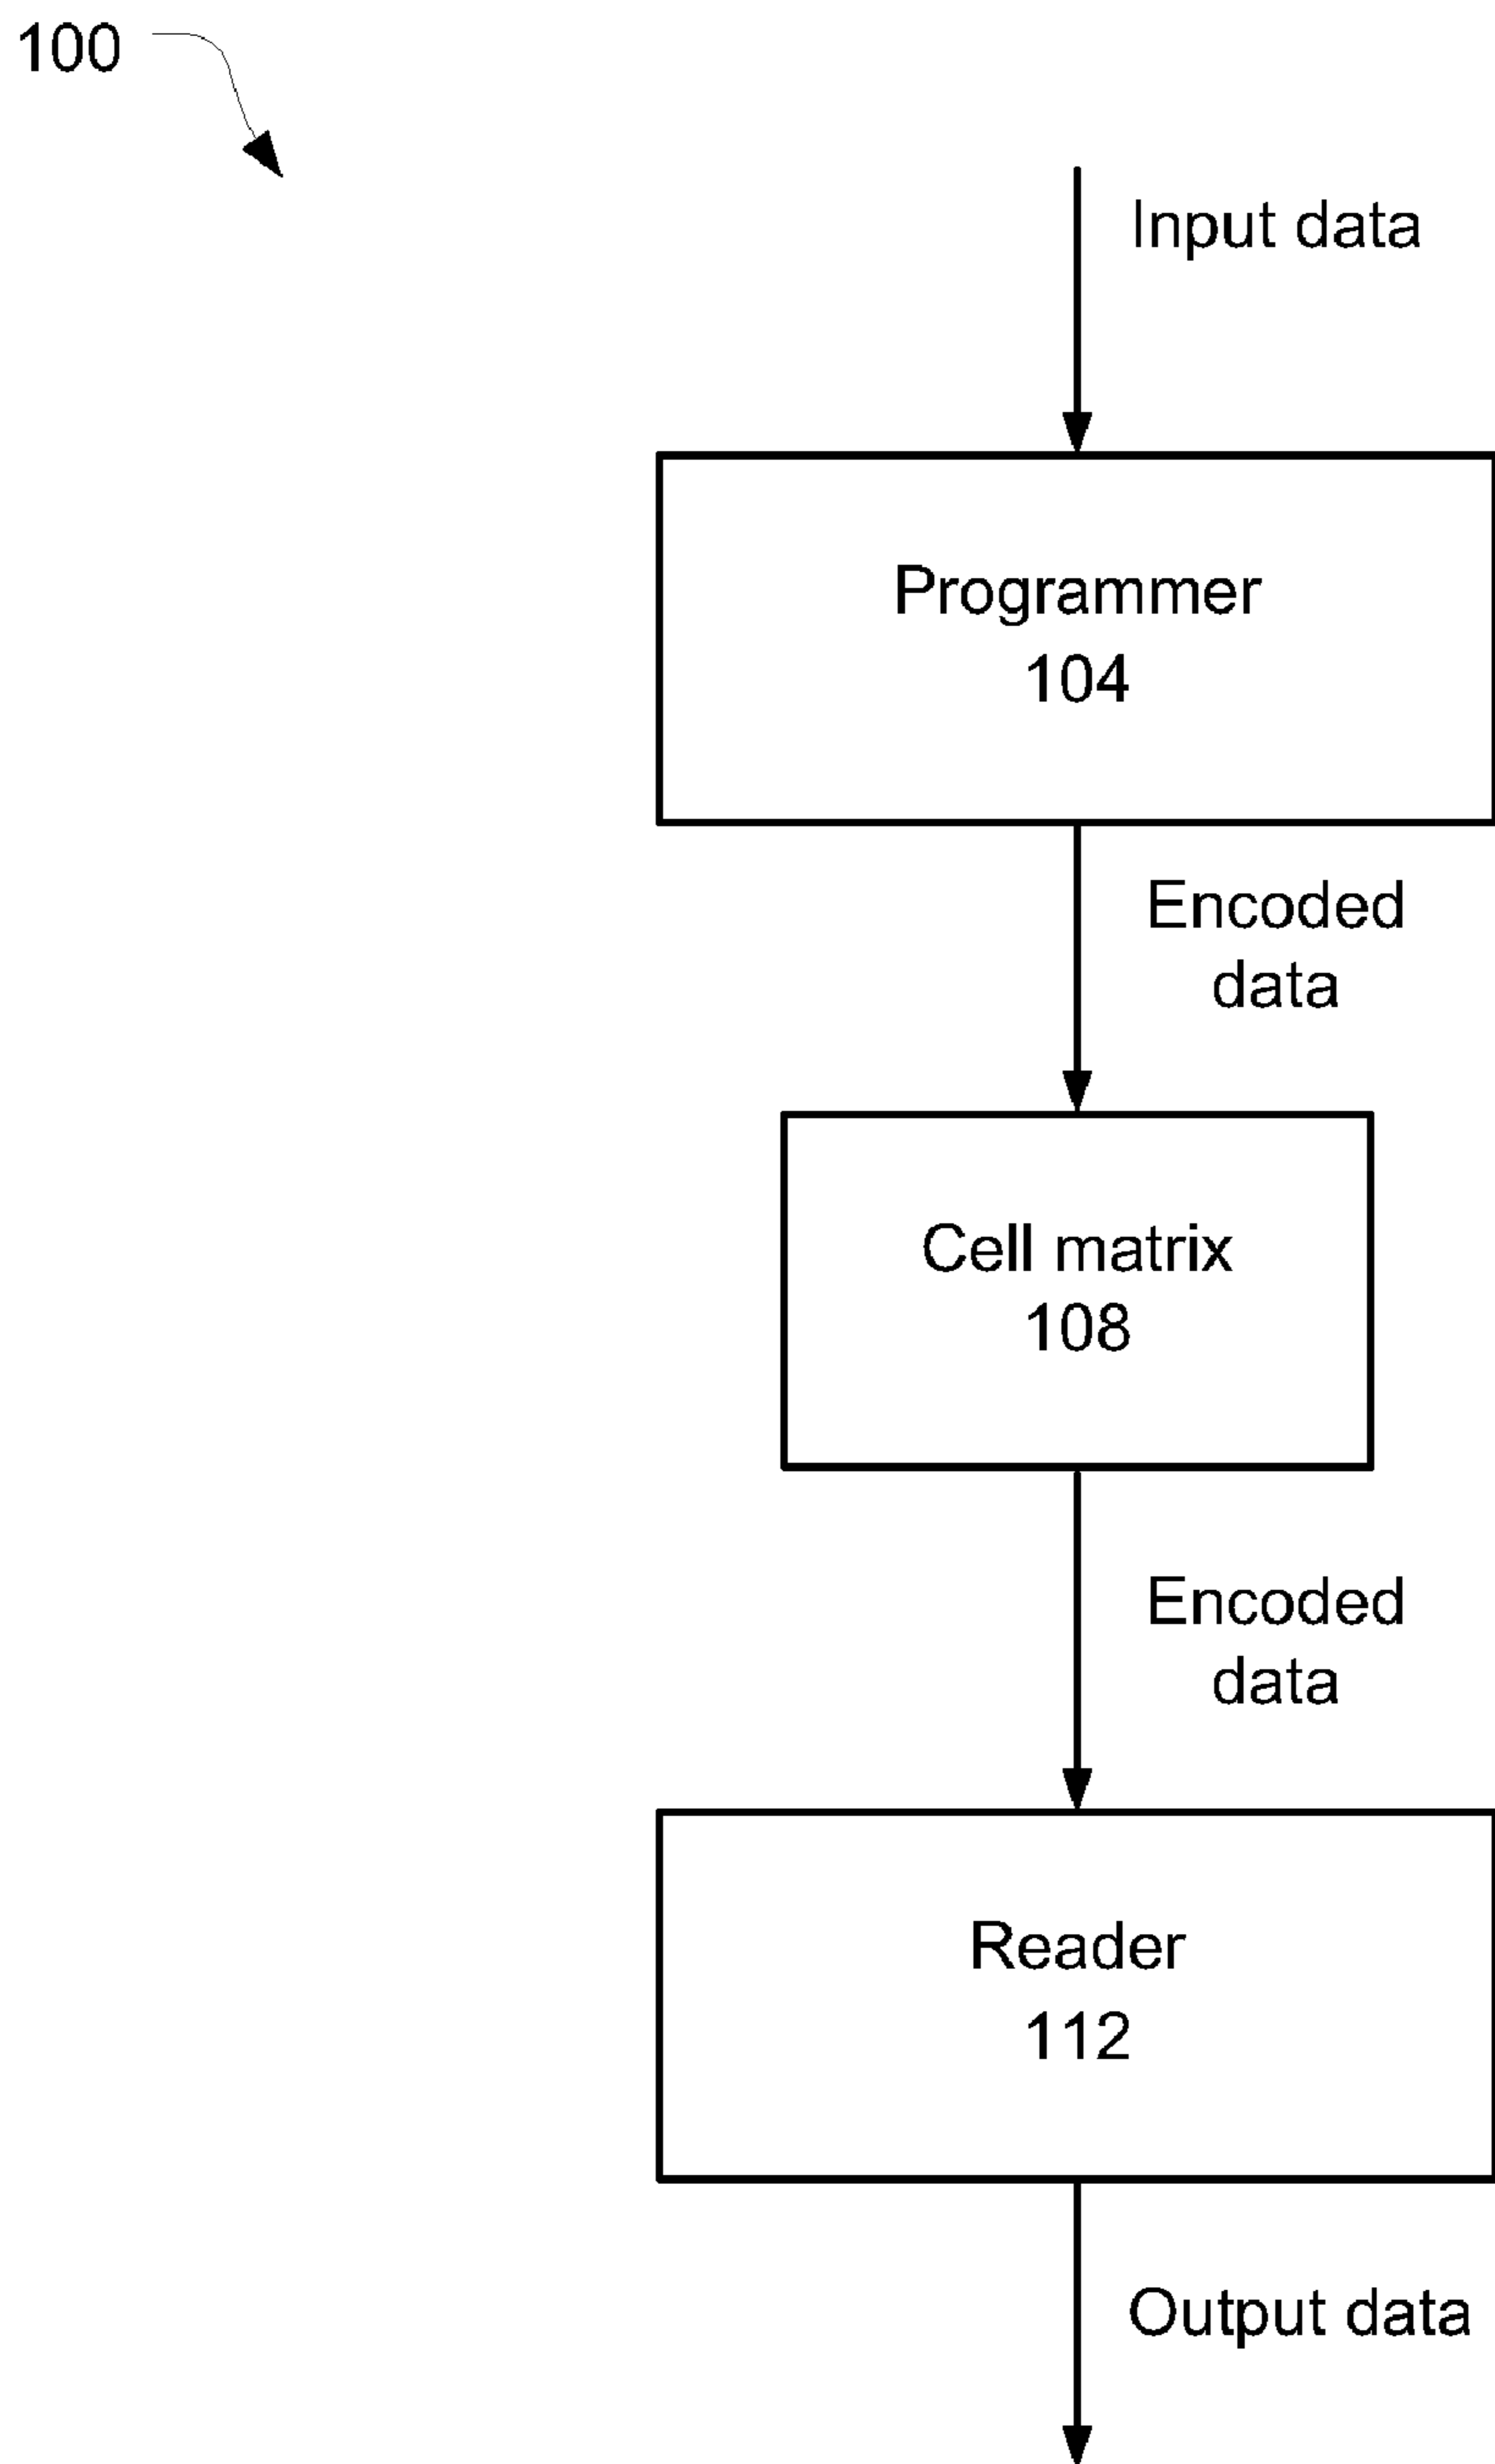 100
Input data
Programmer
104
Encoded
data
Cell matrix
108
Encoded
data
Reader
112
Output data